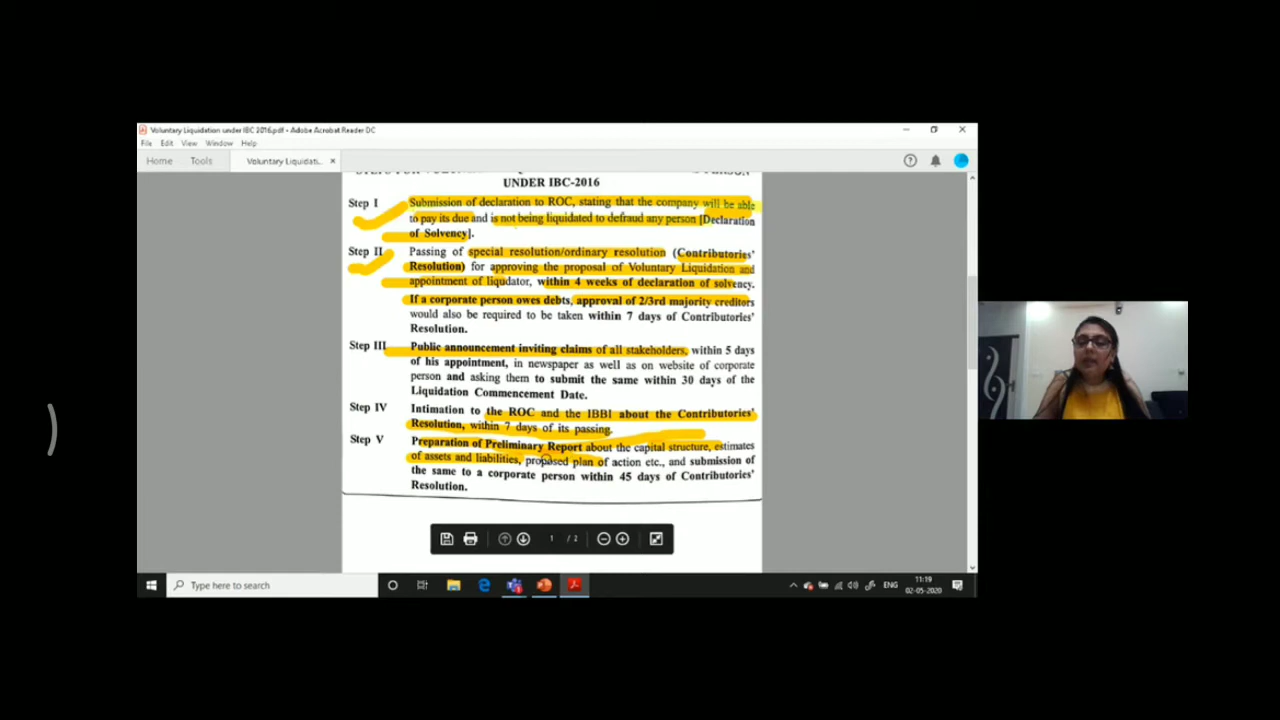 Voluntary Liquidation under IBC 2016.pdf - Adobe Acrobat Reader DC
File Edit View Window Help
Home Tools Voluntary Liquidati... ×
UNDER IBC-2016
Step I Submission of declaration to ROC, stating that the company will be able
to pay its due and is not being liquidated to defraud any person [Declaration
of Solvency].
Step II Passing of special resolution/ordinary resolution (Contributories'
Resolution) for approving the proposal of Voluntary Liquidation and
appointment of liqudator, within 4 weeks of declaration of solvency.
If a corporate person owes debts, approval of 2/3rd majority creditors
would also be required to be taken within 7 days of Contributories'
Resolution.
Step III Public announcement inviting claims of all stakeholders, within 5 days
of his appointment, in newspaper as well as on website of corporate
person and asking them to submit the same within 30 days of the
Liquidation Commencement Date.
Step IV Intimation to the ROC and the IBBI about the Contributories'
Resolution, within 7 days of its passing.
Step V Preparation of Preliminary Report about the capital structure, estimates
of assets and liabilities, proposed plan of action etc., and submission of
the same to a corporate person within 45 days of Contributories'
Resolution.
1 / 2
Type here to search
ENG
11:19
02-05-2020